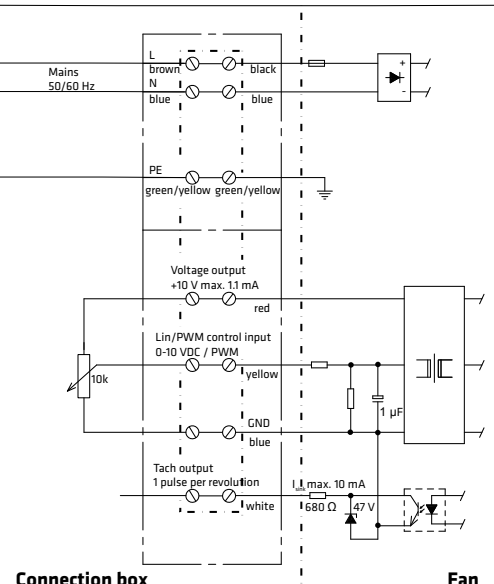 L
brown black
Mains
50/60 Hz
N
blue blue
+
-
PE
green/yellow green/yellow
Voltage output
+10 V max. 1.1 mA
red
Lin/PWM control input
0-10 VDC / PWM
10k
yellow
1 µF
GND
blue
Tach output
1 pulse per revolution
I sink max. 10 mA
white
680 Ω
47 V
Connection box Fan